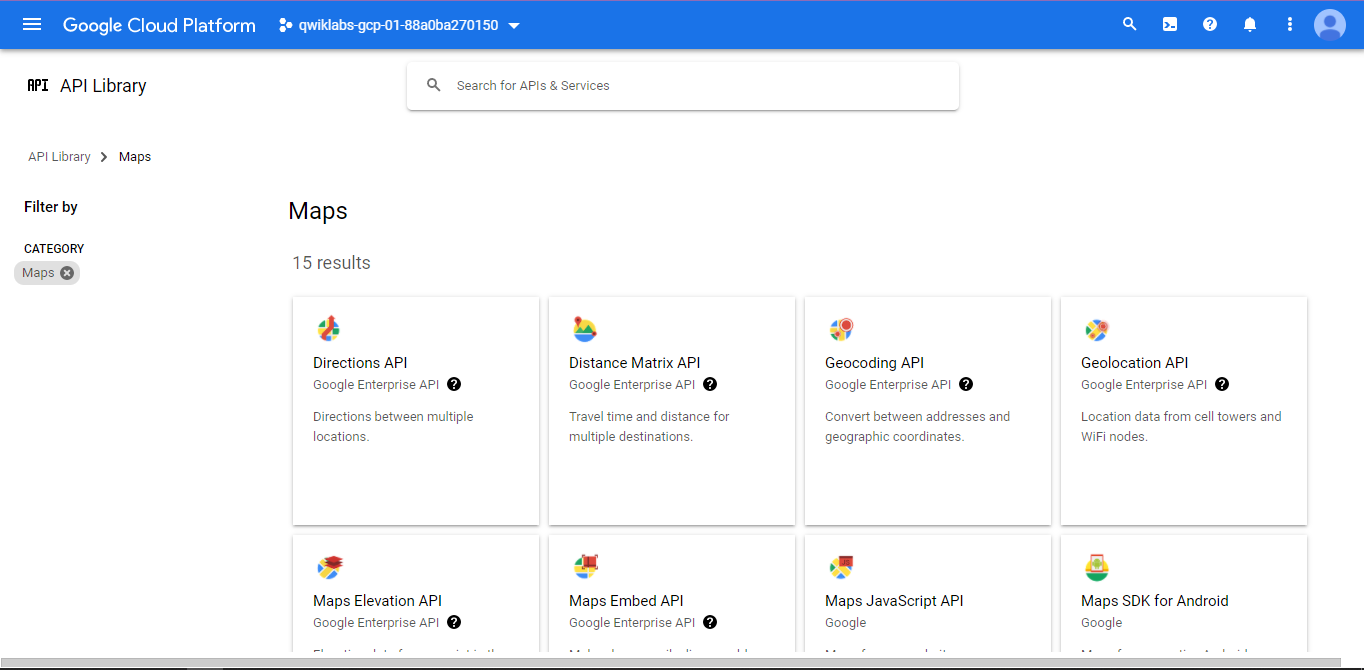 Google Cloud Platform qwiklabs-gcp-01-88a0ba270150
API API Library
Search for APIs & Services
API Library Maps
Filter by
CATEGORY
Maps
Maps
15 results
Directions API
Google Enterprise API
Directions between multiple
locations.
Distance Matrix API
Google Enterprise API
Travel time and distance for
multiple destinations.
Geocoding API
Google Enterprise API
Convert between addresses and
geographic coordinates.
Geolocation API
Google Enterprise API
Location data from cell towers and
WiFi nodes.
Maps Elevation API
Google Enterprise API
Maps Embed API
Google Enterprise API
Maps JavaScript API
Google
Maps SDK for Android
Google